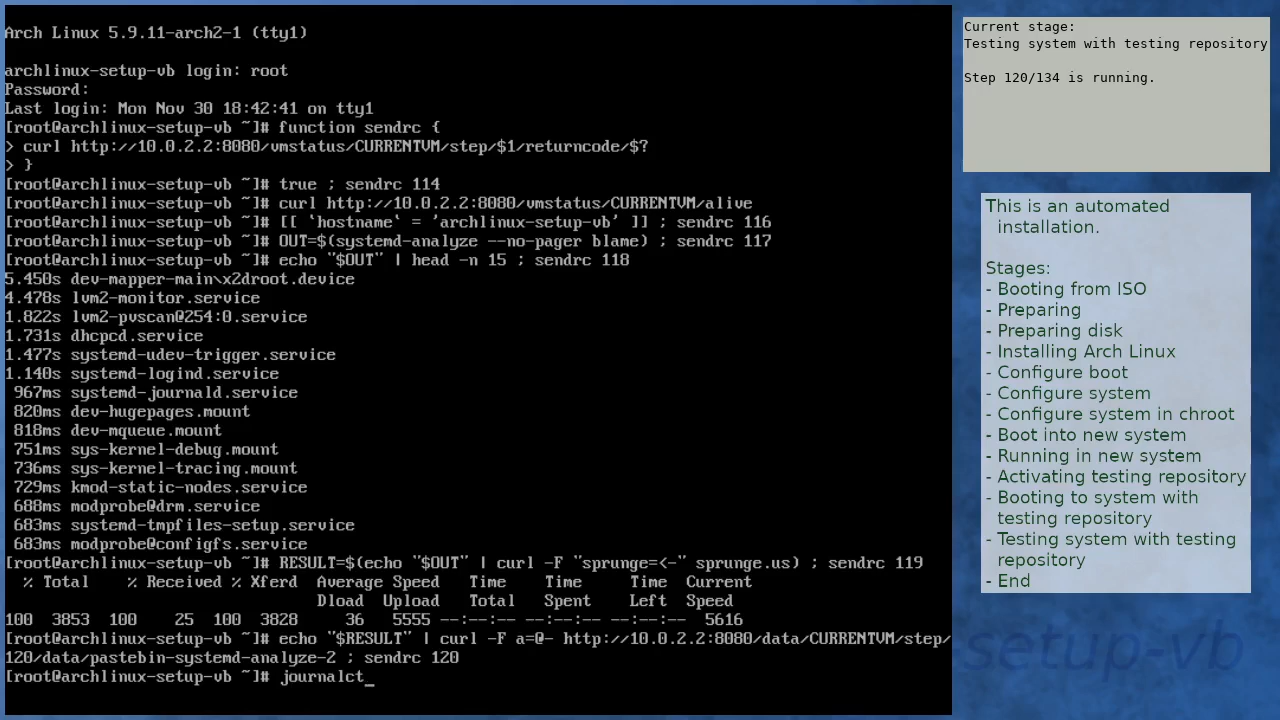 Arch Linux 5.9.11-arch2-1 (tty1)
archlinux-setup-vb login: root
Password:
Last login: Mon Nov 30 18:42:41 on tty1
[root@archlinux-setup-vb ~]# function sendrc {
> curl http://10.0.2.2:8080/vmstatus/CURRENTVM/step/$1/returncode/$?
> }
[root@archlinux-setup-vb ~]# true ; sendrc 114
[root@archlinux-setup-vb ~]# curl http://10.0.2.2:8080/vmstatus/CURRENTVM/alive
[root@archlinux-setup-vb ~]# [[ `hostname` = 'archlinux-setup-vb' ]] ; sendrc 116
[root@archlinux-setup-vb ~]# OUT=$(systemd-analyze --no-pager blame) ; sendrc 117
[root@archlinux-setup-vb ~]# echo "$OUT" | head -n 15 ; sendrc 118
5.450s dev-mapper-main\x2droot.device
4.478s lvm2-monitor.service
1.822s lvm2-pvscan@254:0.service
1.731s dhcpcd.service
1.477s systemd-udev-trigger.service
1.140s systemd-logind.service
967ms systemd-journald.service
820ms dev-hugepages.mount
818ms dev-mqueue.mount
751ms sys-kernel-debug.mount
736ms sys-kernel-tracing.mount
729ms kmod-static-nodes.service
688ms modprobe@drm.service
683ms systemd-tmpfiles-setup.service
683ms modprobe@configfs.service
[root@archlinux-setup-vb ~]# RESULT=$(echo "$OUT" | curl -F "sprunge=<-" sprunge.us) ; sendrc 119
% Total % Received % Xferd Average Speed Time Time Time Current
Dload Upload Total Spent Left Speed
100 3853 100 25 100 3828 36 5555 --:--:-- --:--:-- --:--:-- 5616
[root@archlinux-setup-vb ~]# echo "$RESULT" | curl -F a=@- http://10.0.2.2:8080/data/CURRENTVM/step/
120/data/pastebin-systemd-analyze-2 ; sendrc 120
[root@archlinux-setup-vb ~]# journalct_
Current stage:
Testing system with testing repository
Step 120/134 is running.
This is an automated
installation.
Stages:
- Booting from ISO
- Preparing
- Preparing disk
- Installing Arch Linux
- Configure boot
- Configure system
- Configure system in chroot
- Boot into new system
- Running in new system
- Activating testing repository
- Booting to system with
testing repository
- Testing system with testing
repository
- End
setup-vb